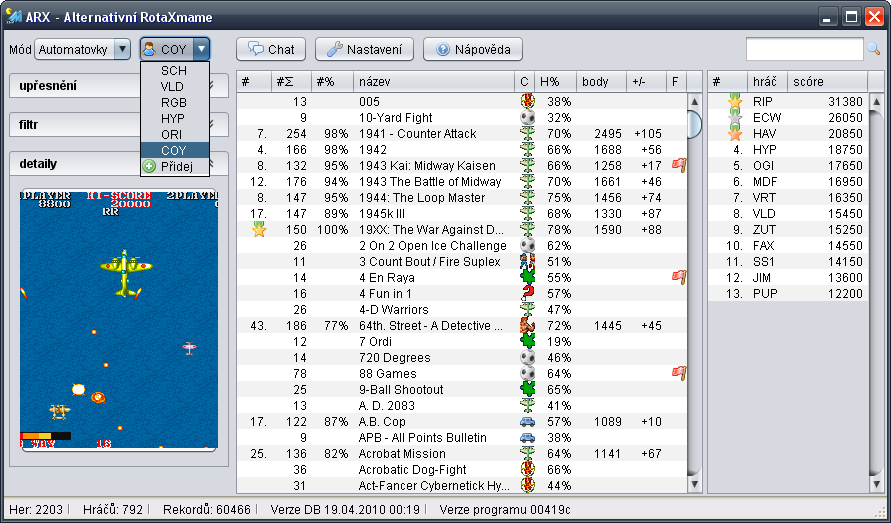 ARX - Alternativní RotaXmame
Mód Automatovky COY Chat Nastavení Nápověda
SCH
VLD
RGB
HYP
ORI
COY
Přidej
upřesnění
filtr
detaily
PLAYER HI-SCORE 2PLAYER
8800 20000 00
RR
# #Σ #% název C H% body +/- F
13 005 38%
9 10-Yard Fight 32%
7. 254 98% 1941 - Counter Attack 70% 2495 +105
4. 166 98% 1942 66% 1688 +56
8. 132 95% 1943 Kai: Midway Kaisen 66% 1258 +17
12. 176 94% 1943 The Battle of Midway 70% 1661 +46
8. 147 95% 1944: The Loop Master 75% 1456 +74
17. 147 89% 1945k III 68% 1330 +87
150 100% 19XX: The War Against D... 78% 1590 +88
26 2 On 2 Open Ice Challenge 62%
11 3 Count Bout / Fire Suplex 51%
14 4 En Raya 55%
16 4 Fun in 1 57%
26 4-D Warriors 47%
43. 186 77% 64th. Street - A Detective ... 72% 1445 +45
12 7 Ordi 19%
14 720 Degrees 46%
78 88 Games 64%
25 9-Ball Shootout 65%
13 A. D. 2083 41%
17. 122 87% A.B. Cop 57% 1089 +10
9 APB - All Points Bulletin 38%
25. 136 82% Acrobat Mission 64% 1141 +67
36 Acrobatic Dog-Fight 66%
31 Act-Fancer Cybernetick Hy... 44%
# hráč scóre
RIP 31380
ECW 26050
HAV 20850
4. HYP 18750
5. OGI 17650
6. MDF 16950
7. VRT 16350
8. VLD 15450
9. ZUT 15250
10. FAX 14550
11. SS1 14150
12. JIM 13600
13. PUP 12200
Her: 2203 Hráčů: 792 Rekordů: 60466 Verze DB 19.04.2010 00:19 Verze programu 00419c